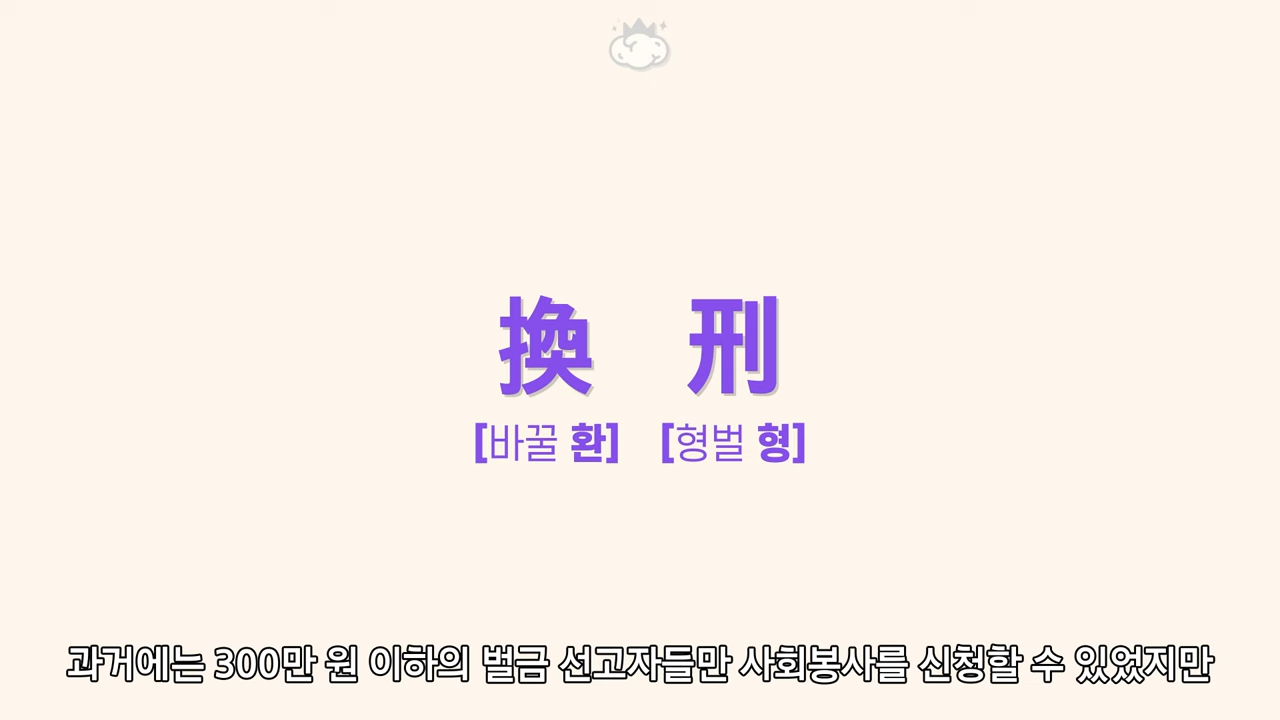 換 刑
[바꿀 환] [형벌 형]
과거에는 300만 원 이하의 벌금 선고자들만 사회봉사를 신청할 수 있었지만